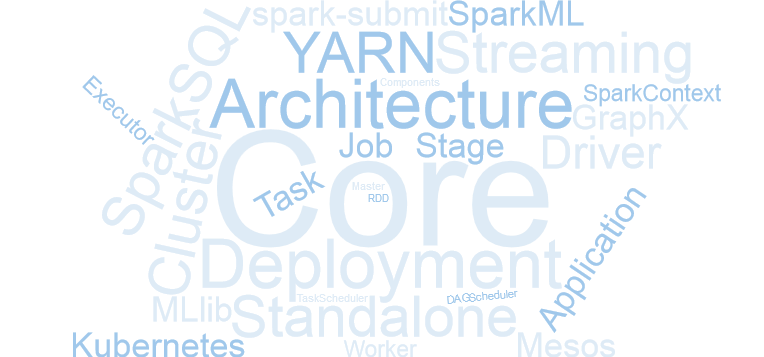 spark-submit
SparkML
SparkSQL
YARN
Streaming
Components
Executor
Architecture
SparkContext
GraphX
Job
Stage
Driver
Cluster
Core
Task
Master
RDD
Application
Deployment
TaskScheduler
DAGScheduler
MLlib
Standalone
Kubernetes
Worker
Mesos